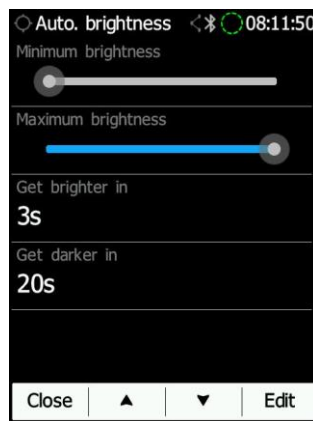 Auto. brightness 08:11:50
Minimum brightness
Maximum brightness
Get brighter in
3s
Get darker in
20s
Close Edit